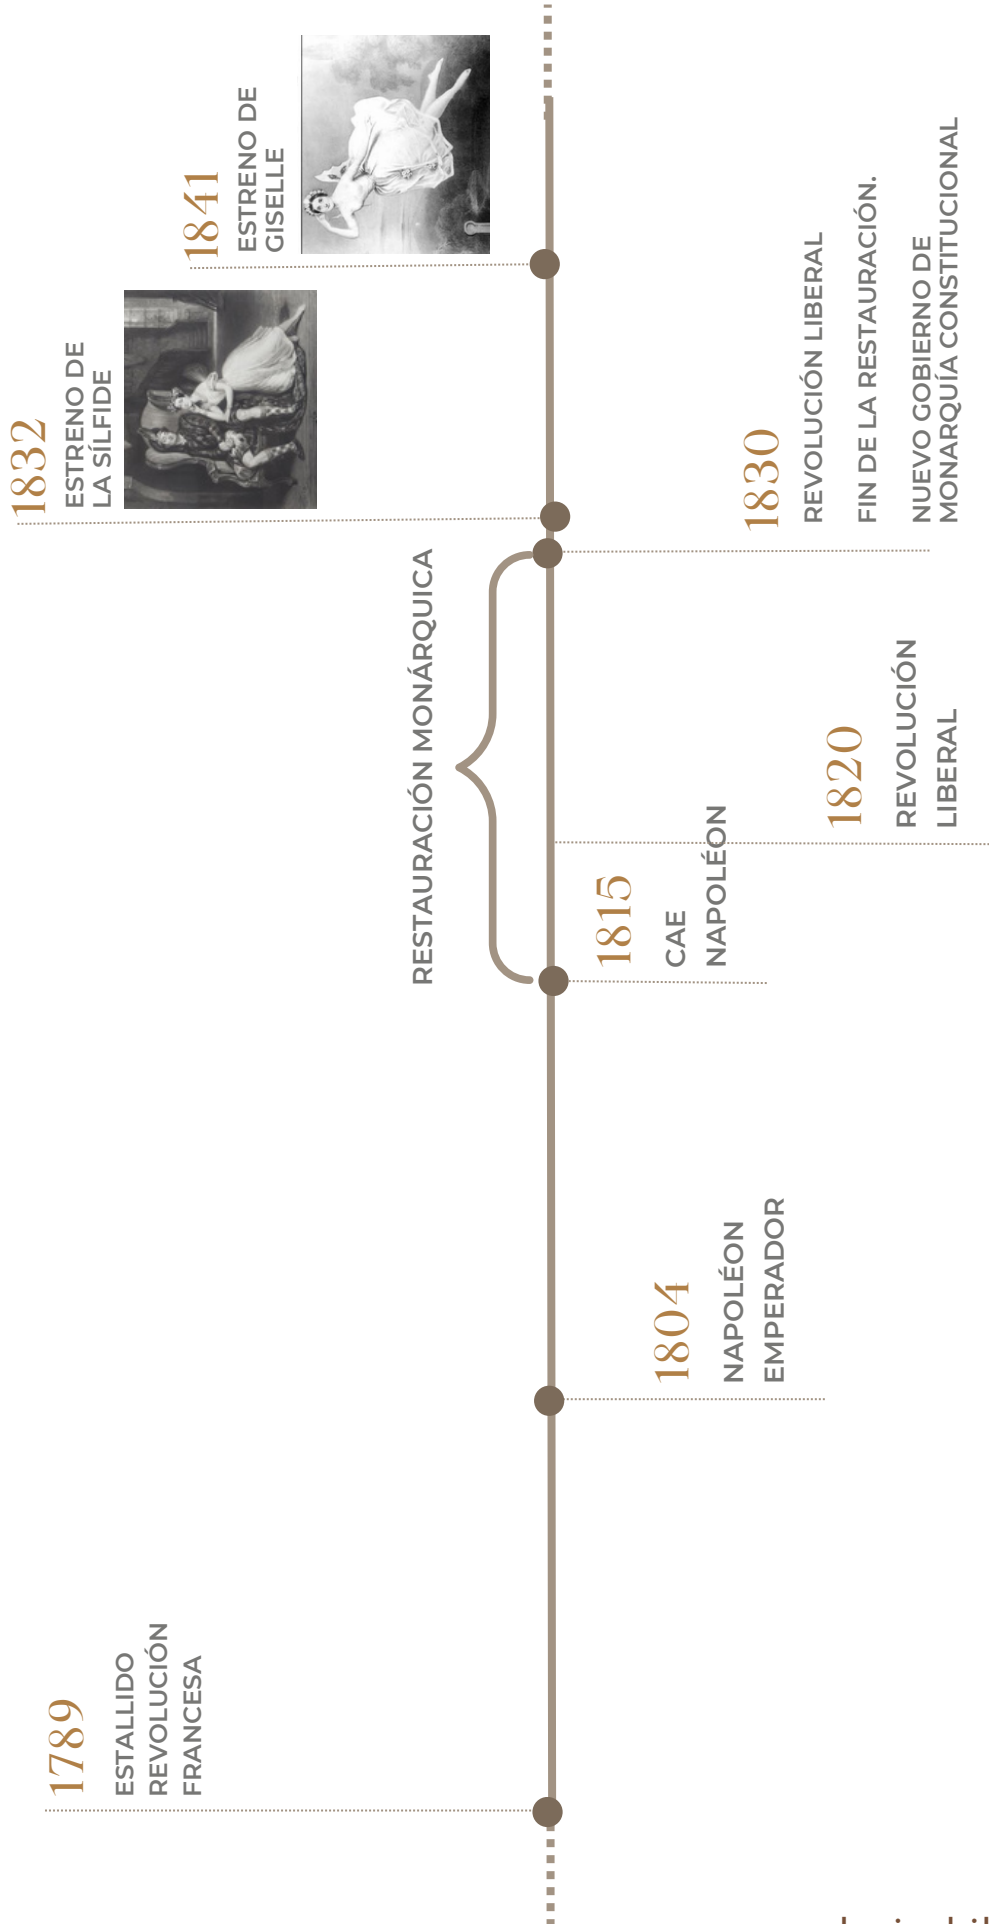 1789
ESTALLIDO
REVOLUCIÓN
FRANCESA
1804
NAPOLÉON
EMPERADOR
1815
CAE
NAPOLÉON
RESTAURACIÓN MONÁRQUICA
1820
REVOLUCIÓN
LIBERAL
1830
REVOLUCIÓN LIBERAL
FIN DE LA RESTAURACIÓN.
NUEVO GOBIERNO DE
MONARQUÍA CONSTITUCIONAL
1832
ESTRENO DE
LA SÍLFIDE
1841
ESTRENO DE
GISELLE